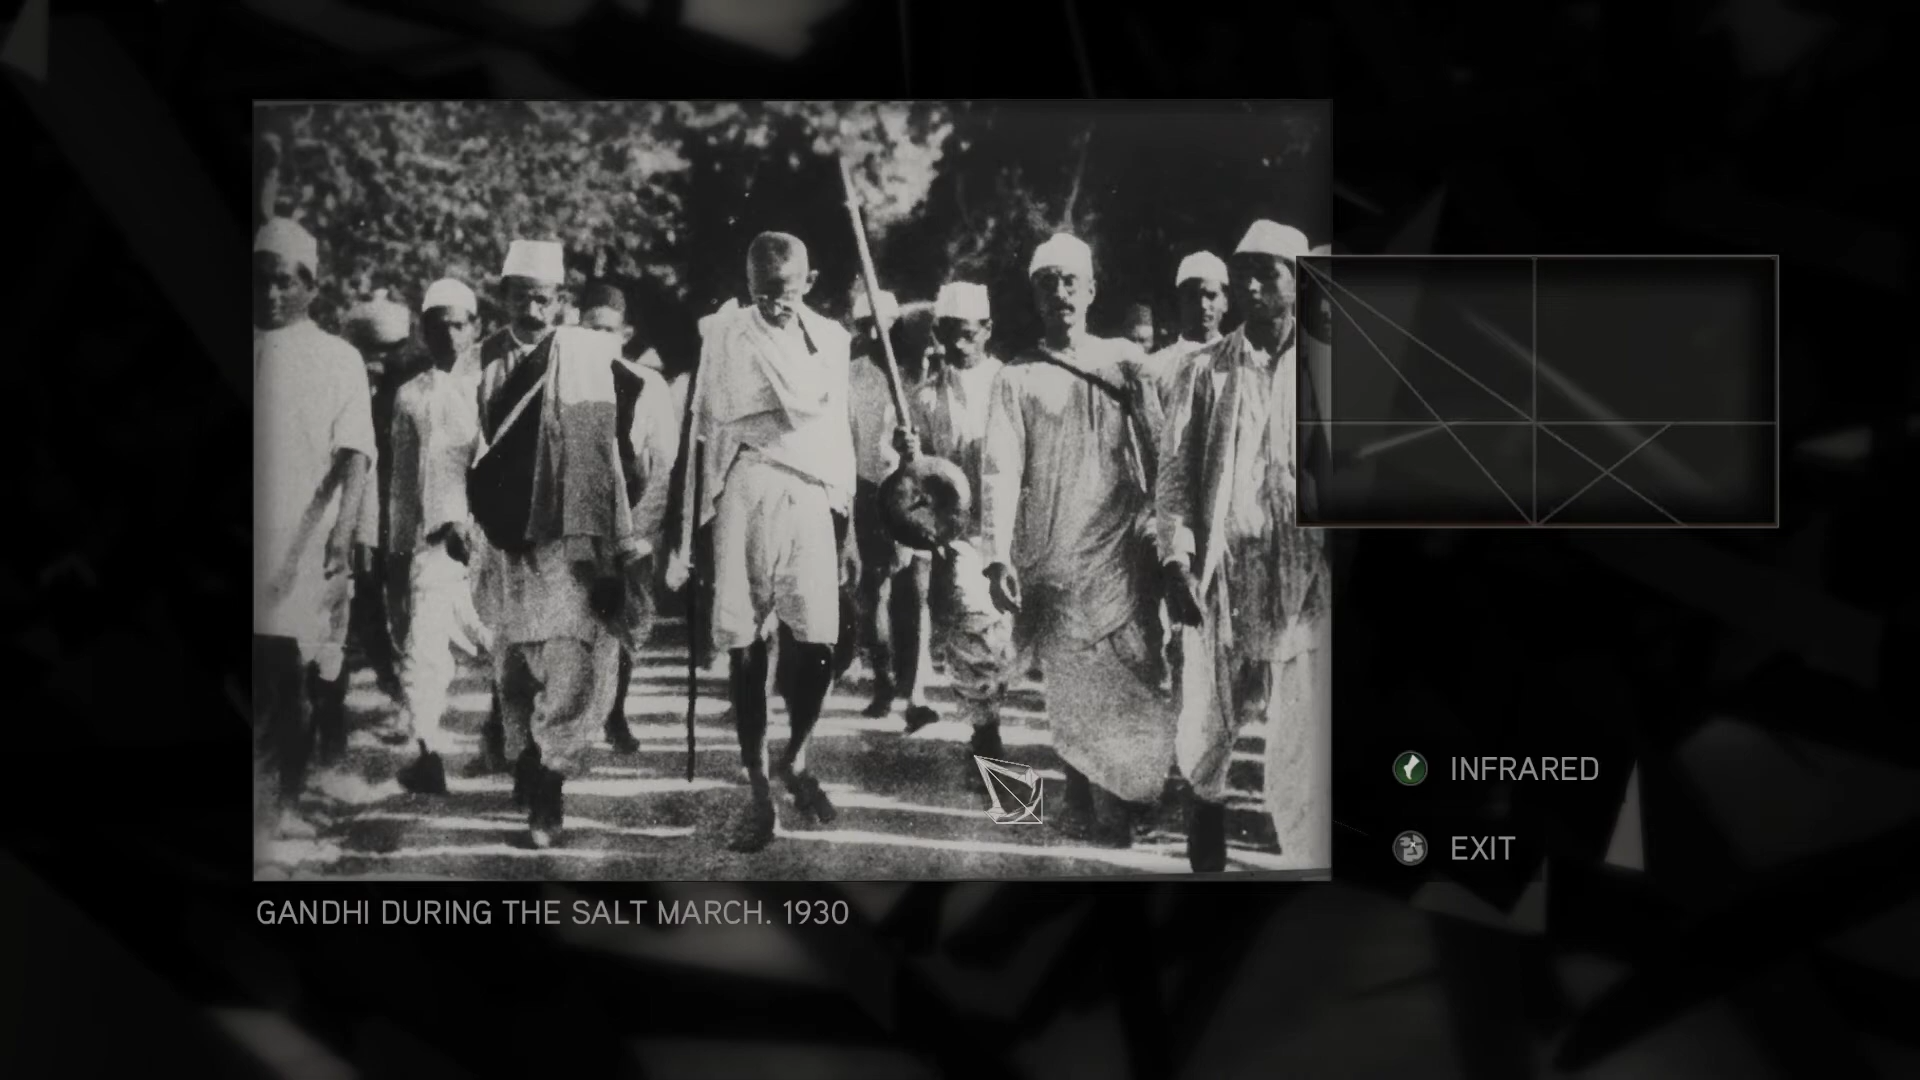 INFRARED
EXIT
GANDHI DURING THE SALT MARCH. 1930